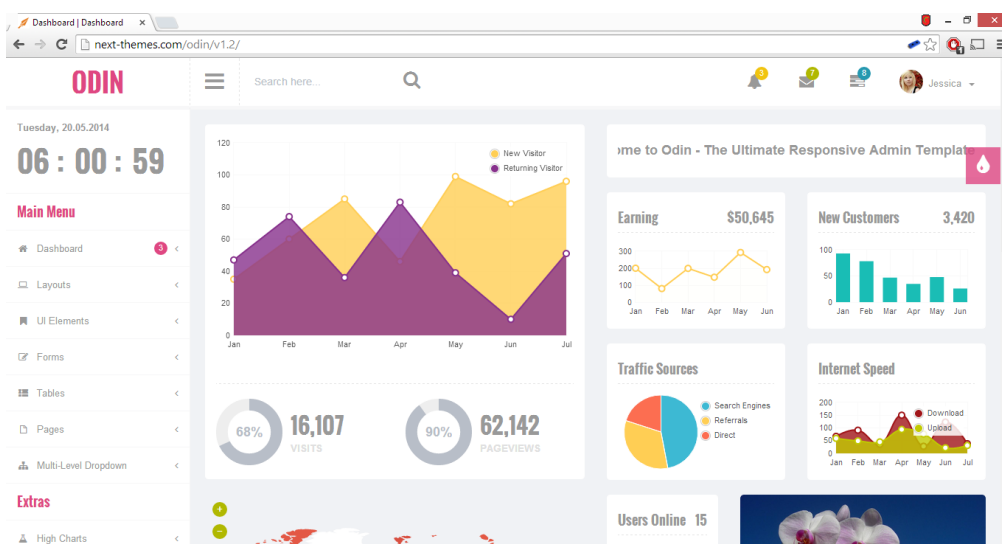 Dashboard | Dashboard
next-themes.com/odin/v1.2/
ODIN
Search here...
3
7
8
Jessica
Tuesday, 20.05.2014
06 : 00 : 59
Main Menu
Dashboard 3
Layouts
UI Elements
Forms
Tables
Pages
Multi-Level Dropdown
Extras
High Charts
120
100
80
60
40
20
0
Jan Feb Mar Apr May Jun Jul
New Visitor
Returning Visitor
68%
16,107
VISITS
90%
62,142
PAGEVIEWS
ome to Odin - The Ultimate Responsive Admin Template
Earning $50,645
300
200
100
0
Jan Feb Mar Apr May Jun
New Customers 3,420
100
50
0
Jan Feb Mar Apr May Jun
Traffic Sources
Search Engines
Referrals
Direct
Internet Speed
200
150
100
50
0
Jan Feb Mar Apr May Jun Jul
Download
Upload
Users Online 15